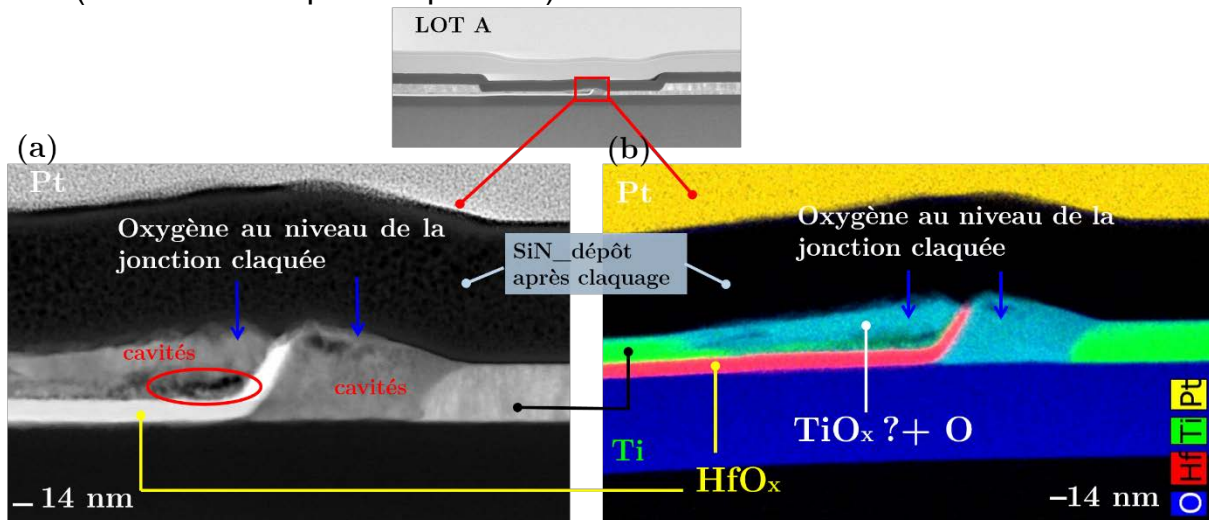 LOT A
(a)
(b)
Pt
Oxygène au niveau de la
jonction claquée
cavités
cavités
14 nm
SiN_dépôt
après claquage
Pt
Oxygène au niveau de la
jonction claquée
TiOₓ ?+ O
Ti
HfOₓ
14 nm
Pt
Ti
Hf
O